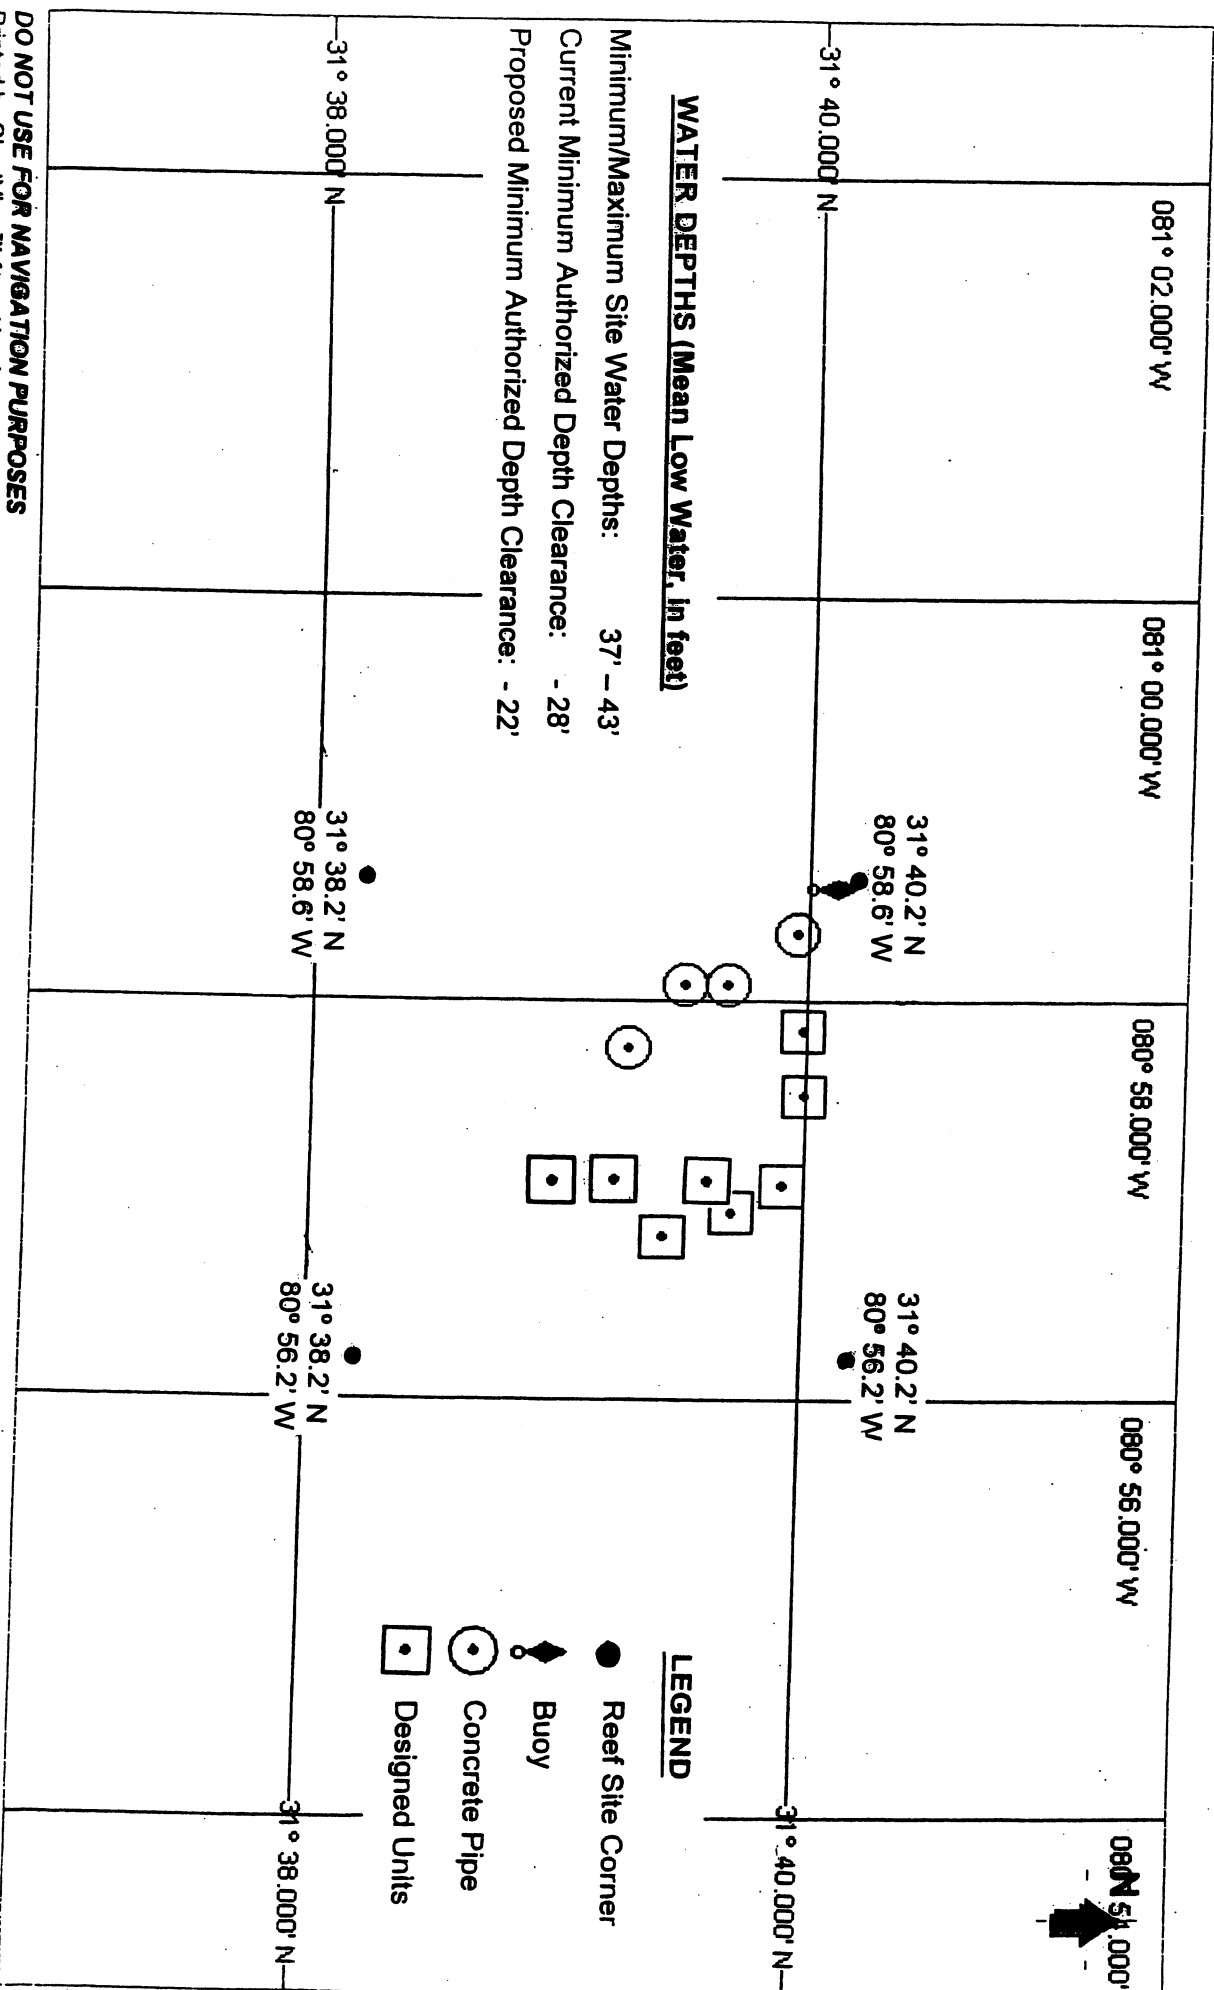 081° 02.000' W
081° 00.000' W
080° 58.000' W
080° 56.000' W
N
31° 40.000' N
31° 40.2' N
80° 58.6' W
31° 40.2' N
80° 56.2' W
31° 40.000' N
WATER DEPTHS (Mean Low Water, in feet)
Minimum/Maximum Site Water Depths: 37' – 43'
Current Minimum Authorized Depth Clearance: - 28'
Proposed Minimum Authorized Depth Clearance: - 22'
LEGEND
Reef Site Corner
Buoy
Concrete Pipe
Designed Units
31° 38.000' N
31° 38.2' N
80° 58.6' W
31° 38.2' N
80° 56.2' W
31° 38.000' N
DO NOT USE FOR NAVIGATION PURPOSES